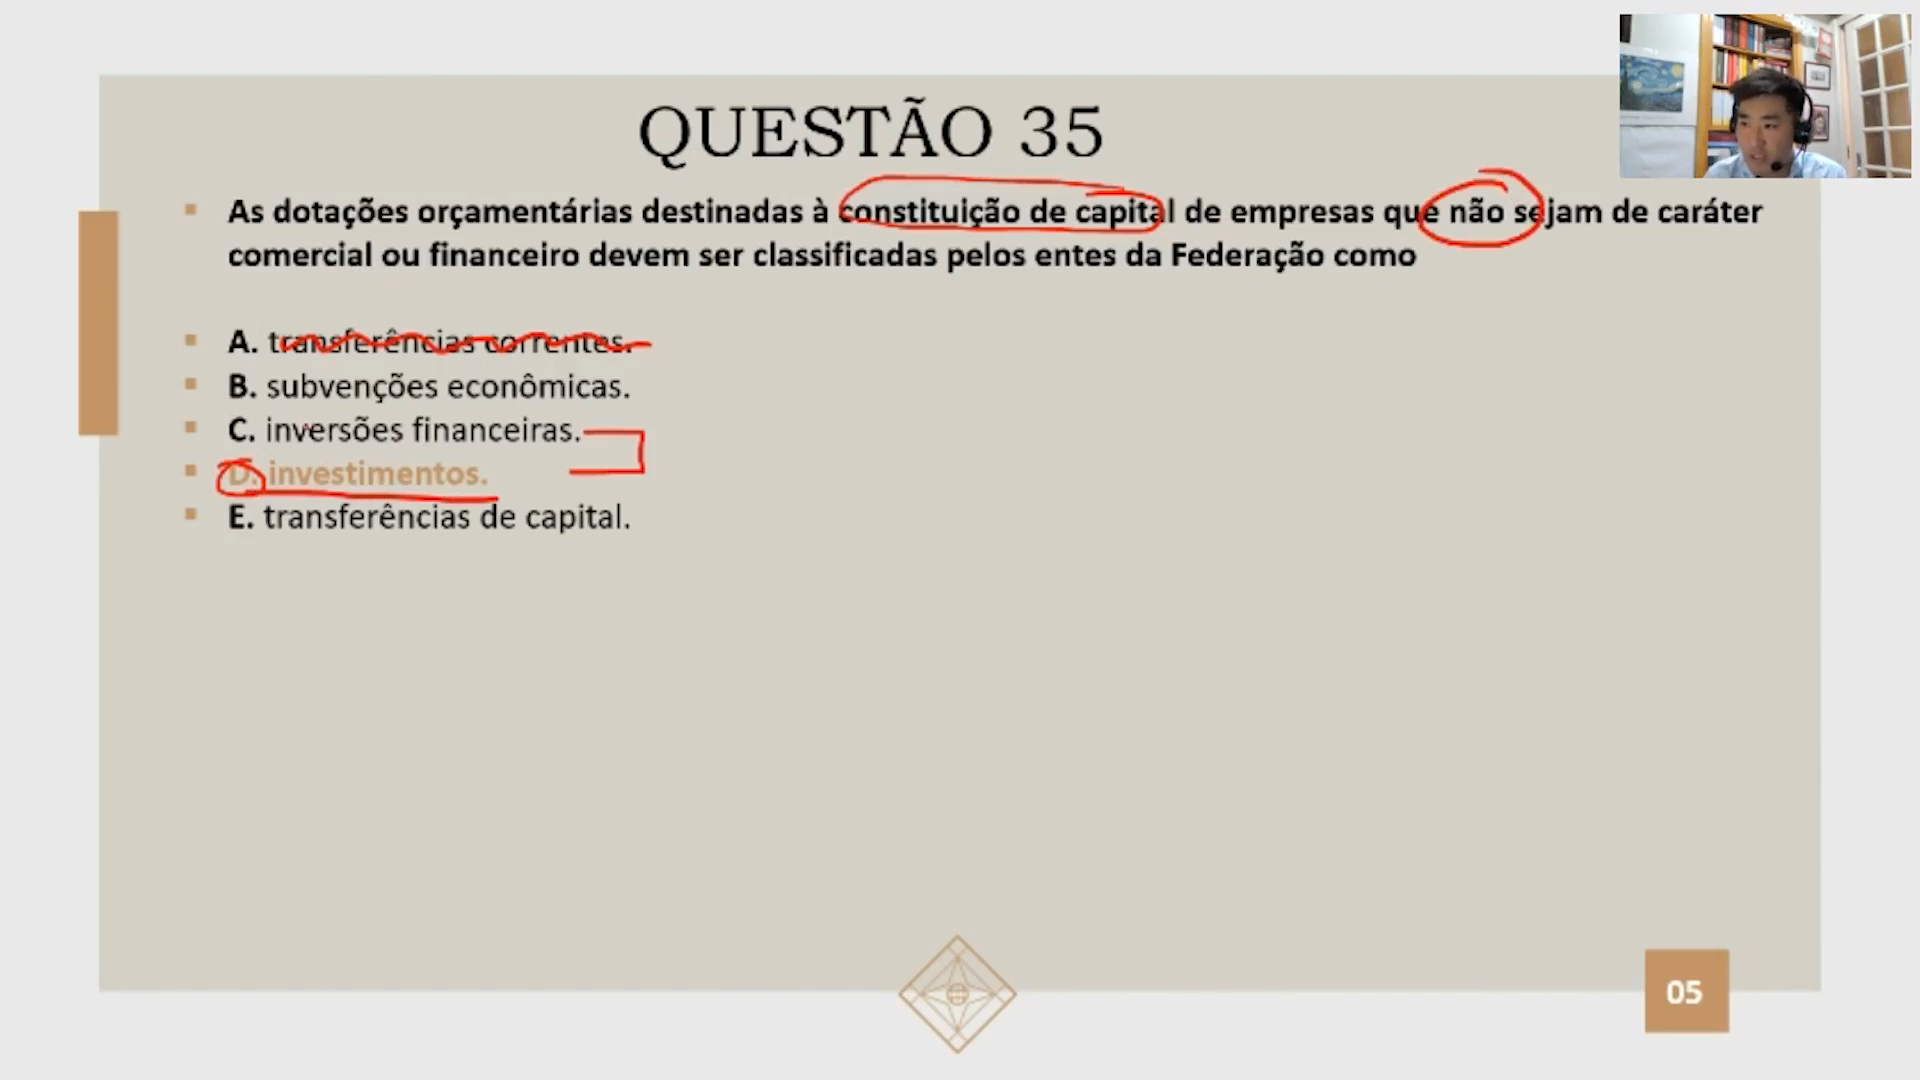 QUESTÃO 35
As dotações orçamentárias destinadas à constituição de capital de empresas que não sejam de caráter
comercial ou financeiro devem ser classificadas pelos entes da Federação como
A. transferências correntes.
B. subvenções econômicas.
C. inversões financeiras.
D. investimentos.
E. transferências de capital.
05